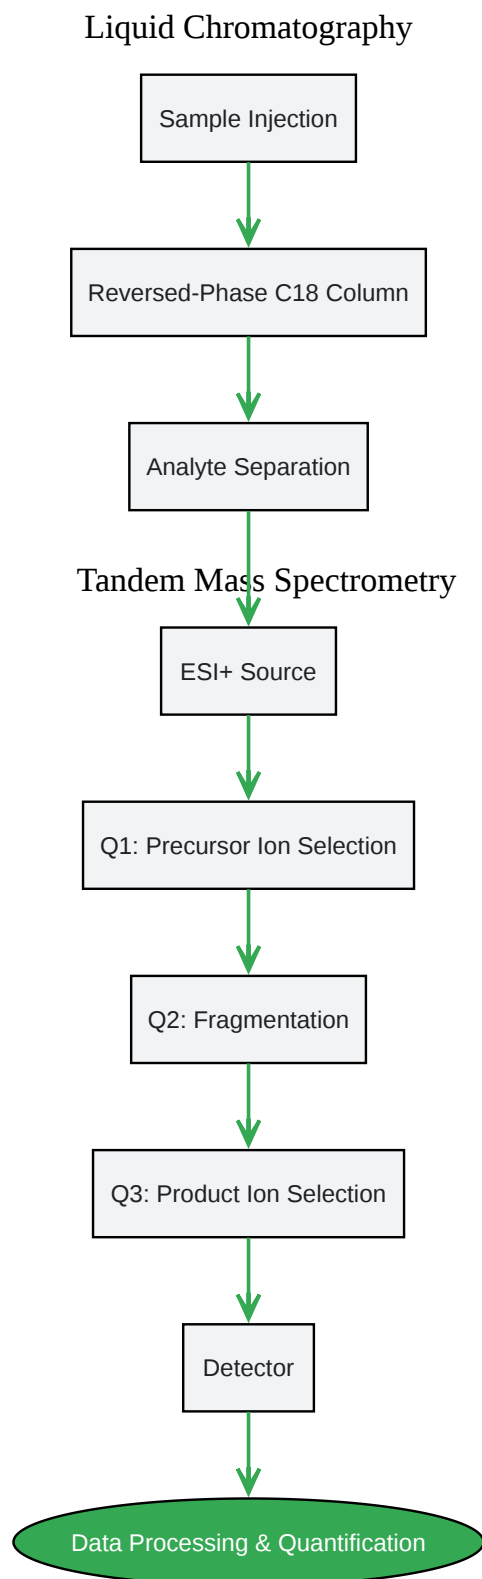 Liquid Chromatography
Sample Injection
Reversed-Phase C18 Column
Analyte Separation
Tandem Mass Spectrometry
ESI+ Source
Q1: Precursor Ion Selection
Q2: Fragmentation
Q3: Product Ion Selection
Detector
Data Processing & Quantification